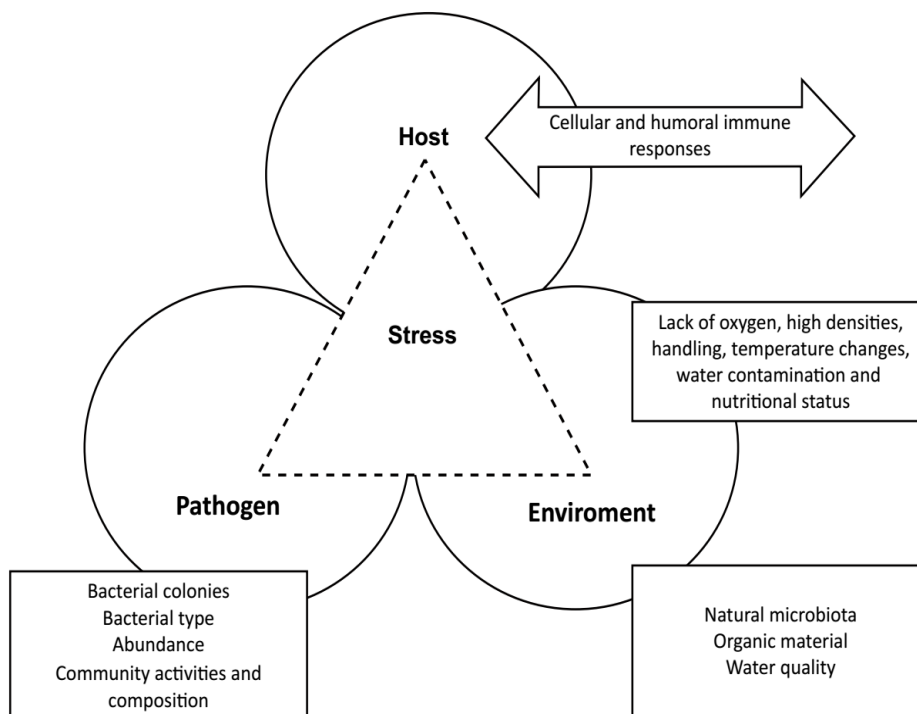 Host
Cellular and humoral immune
responses
Stress
Lack of oxygen, high densities,
handling, temperature changes,
water contamination and
nutritional status
Pathogen
Enviroment
Bacterial colonies
Bacterial type
Abundance
Community activities and
composition
Natural microbiota
Organic material
Water quality